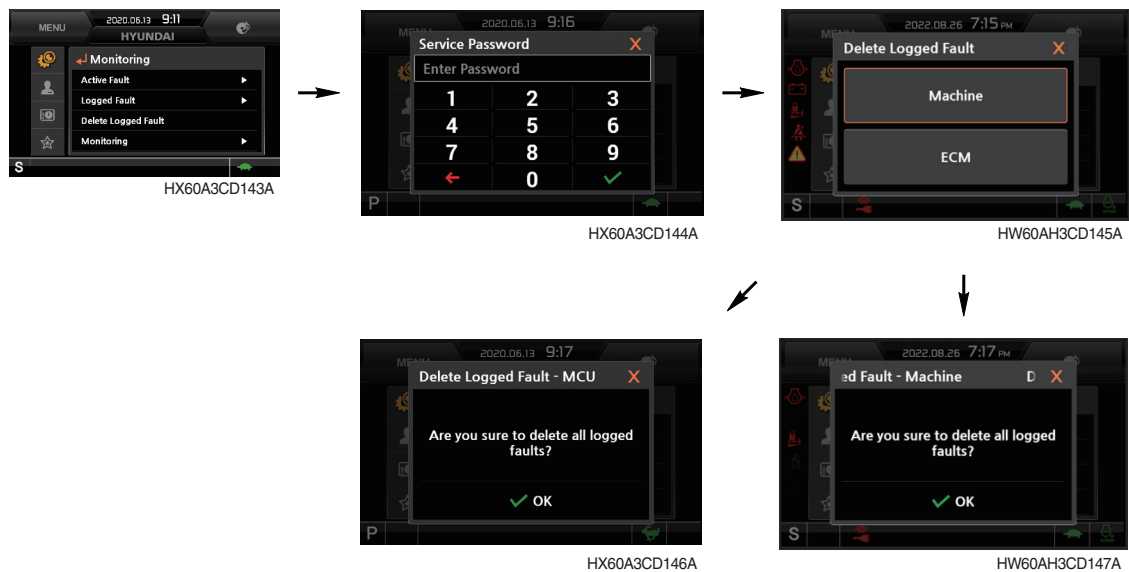 MENU
2020.06.13 9:11
HYUNDAI
Monitoring
Active Fault
Logged Fault
Delete Logged Fault
Monitoring
S
HX60A3CD143A
2020.06.13 9:16
MENU
Service Password X
Enter Password
1 2 3
4 5 6
7 8 9
0
P
HX60A3CD144A
2022.08.26 7:15 PM
MENU
Delete Logged Fault X
Machine
ECM
S
HW60AH3CD145A
2020.06.13 9:17
MENU
Delete Logged Fault - MCU X
Are you sure to delete all logged
faults?
OK
P
HX60A3CD146A
2022.08.26 7:17 PM
MENU
ed Fault - Machine D X
Are you sure to delete all logged
faults?
OK
S
HW60AH3CD147A